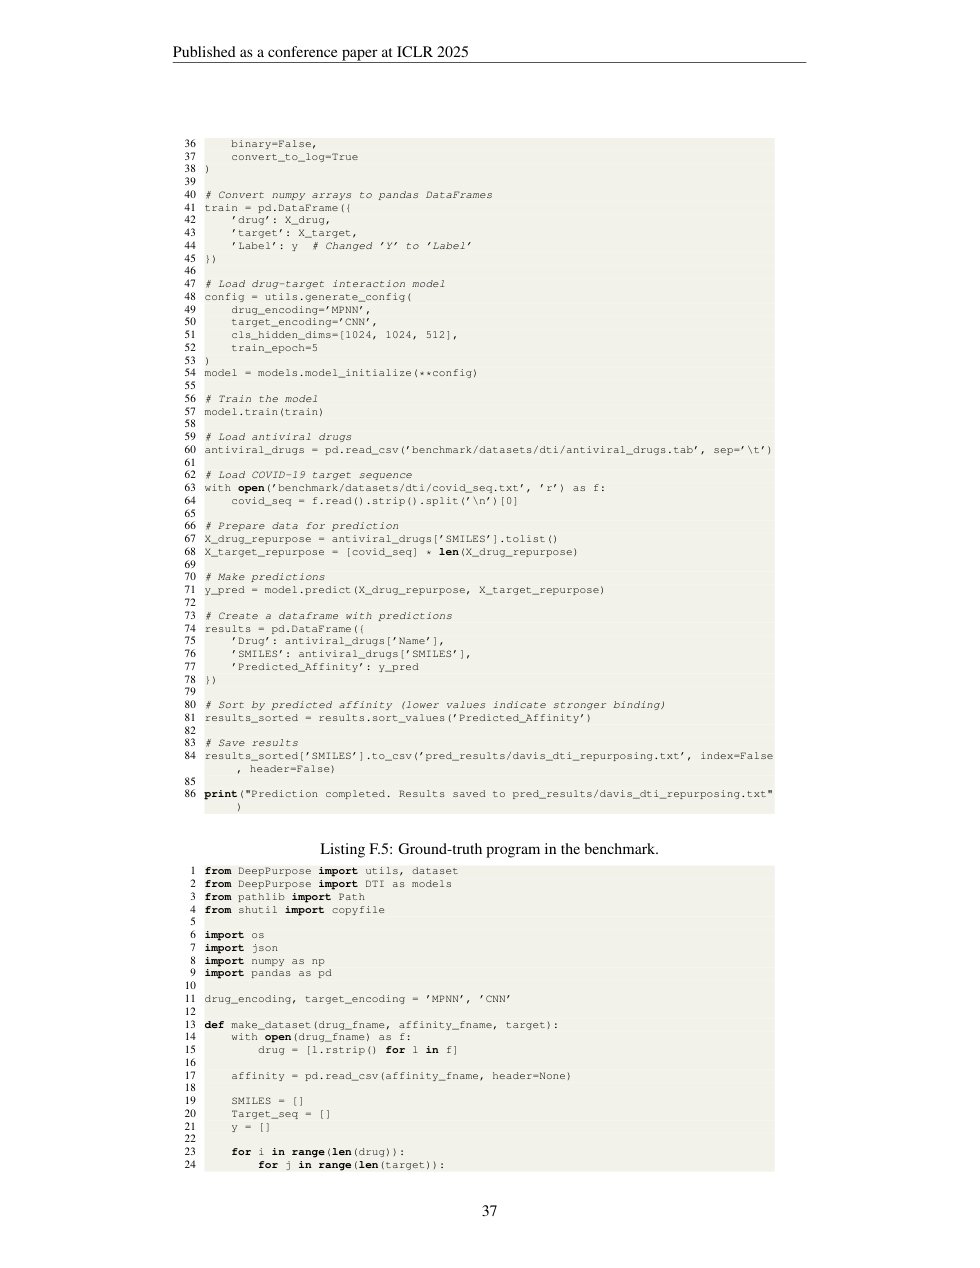 Published as a conference paper at ICLR 2025
36     binary=False,
37     convert_to_log=True
38 )
39
40 # Convert numpy arrays to pandas DataFrames
41 train = pd.DataFrame({
42     'drug': X_drug,
43     'target': X_target,
44     'Label': y  # Changed 'Y' to 'Label'
45 })
46
47 # Load drug-target interaction model
48 config = utils.generate_config(
49     drug_encoding='MPNN',
50     target_encoding='CNN',
51     cls_hidden_dims=[1024, 1024, 512],
52     train_epoch=5
53 )
54 model = models.model_initialize(**config)
55
56 # Train the model
57 model.train(train)
58
59 # Load antiviral drugs
60 antiviral_drugs = pd.read_csv('benchmark/datasets/dti/antiviral_drugs.tab', sep='\t')
61
62 # Load COVID-19 target sequence
63 with open('benchmark/datasets/dti/covid_seq.txt', 'r') as f:
64     covid_seq = f.read().strip().split('\n')[0]
65
66 # Prepare data for prediction
67 X_drug_repurpose = antiviral_drugs['SMILES'].tolist()
68 X_target_repurpose = [covid_seq] * len(X_drug_repurpose)
69
70 # Make predictions
71 y_pred = model.predict(X_drug_repurpose, X_target_repurpose)
72
73 # Create a dataframe with predictions
74 results = pd.DataFrame({
75     'Drug': antiviral_drugs['Name'],
76     'SMILES': antiviral_drugs['SMILES'],
77     'Predicted_Affinity': y_pred
78 })
79
80 # Sort by predicted affinity (lower values indicate stronger binding)
81 results_sorted = results.sort_values('Predicted_Affinity')
82
83 # Save results
84 results_sorted['SMILES'].to_csv('pred_results/davis_dti_repurposing.txt', index=False
, header=False)
85
86 print("Prediction completed. Results saved to pred_results/davis_dti_repurposing.txt"
)
Listing F.5: Ground-truth program in the benchmark.
1 from DeepPurpose import utils, dataset
2 from DeepPurpose import DTI as models
3 from pathlib import Path
4 from shutil import copyfile
5
6 import os
7 import json
8 import numpy as np
9 import pandas as pd
10
11 drug_encoding, target_encoding = 'MPNN', 'CNN'
12
13 def make_dataset(drug_fname, affinity_fname, target):
14     with open(drug_fname) as f:
15         drug = [l.rstrip() for l in f]
16
17     affinity = pd.read_csv(affinity_fname, header=None)
18
19     SMILES = []
20     Target_seq = []
21     y = []
22
23     for i in range(len(drug)):
24         for j in range(len(target)):
37